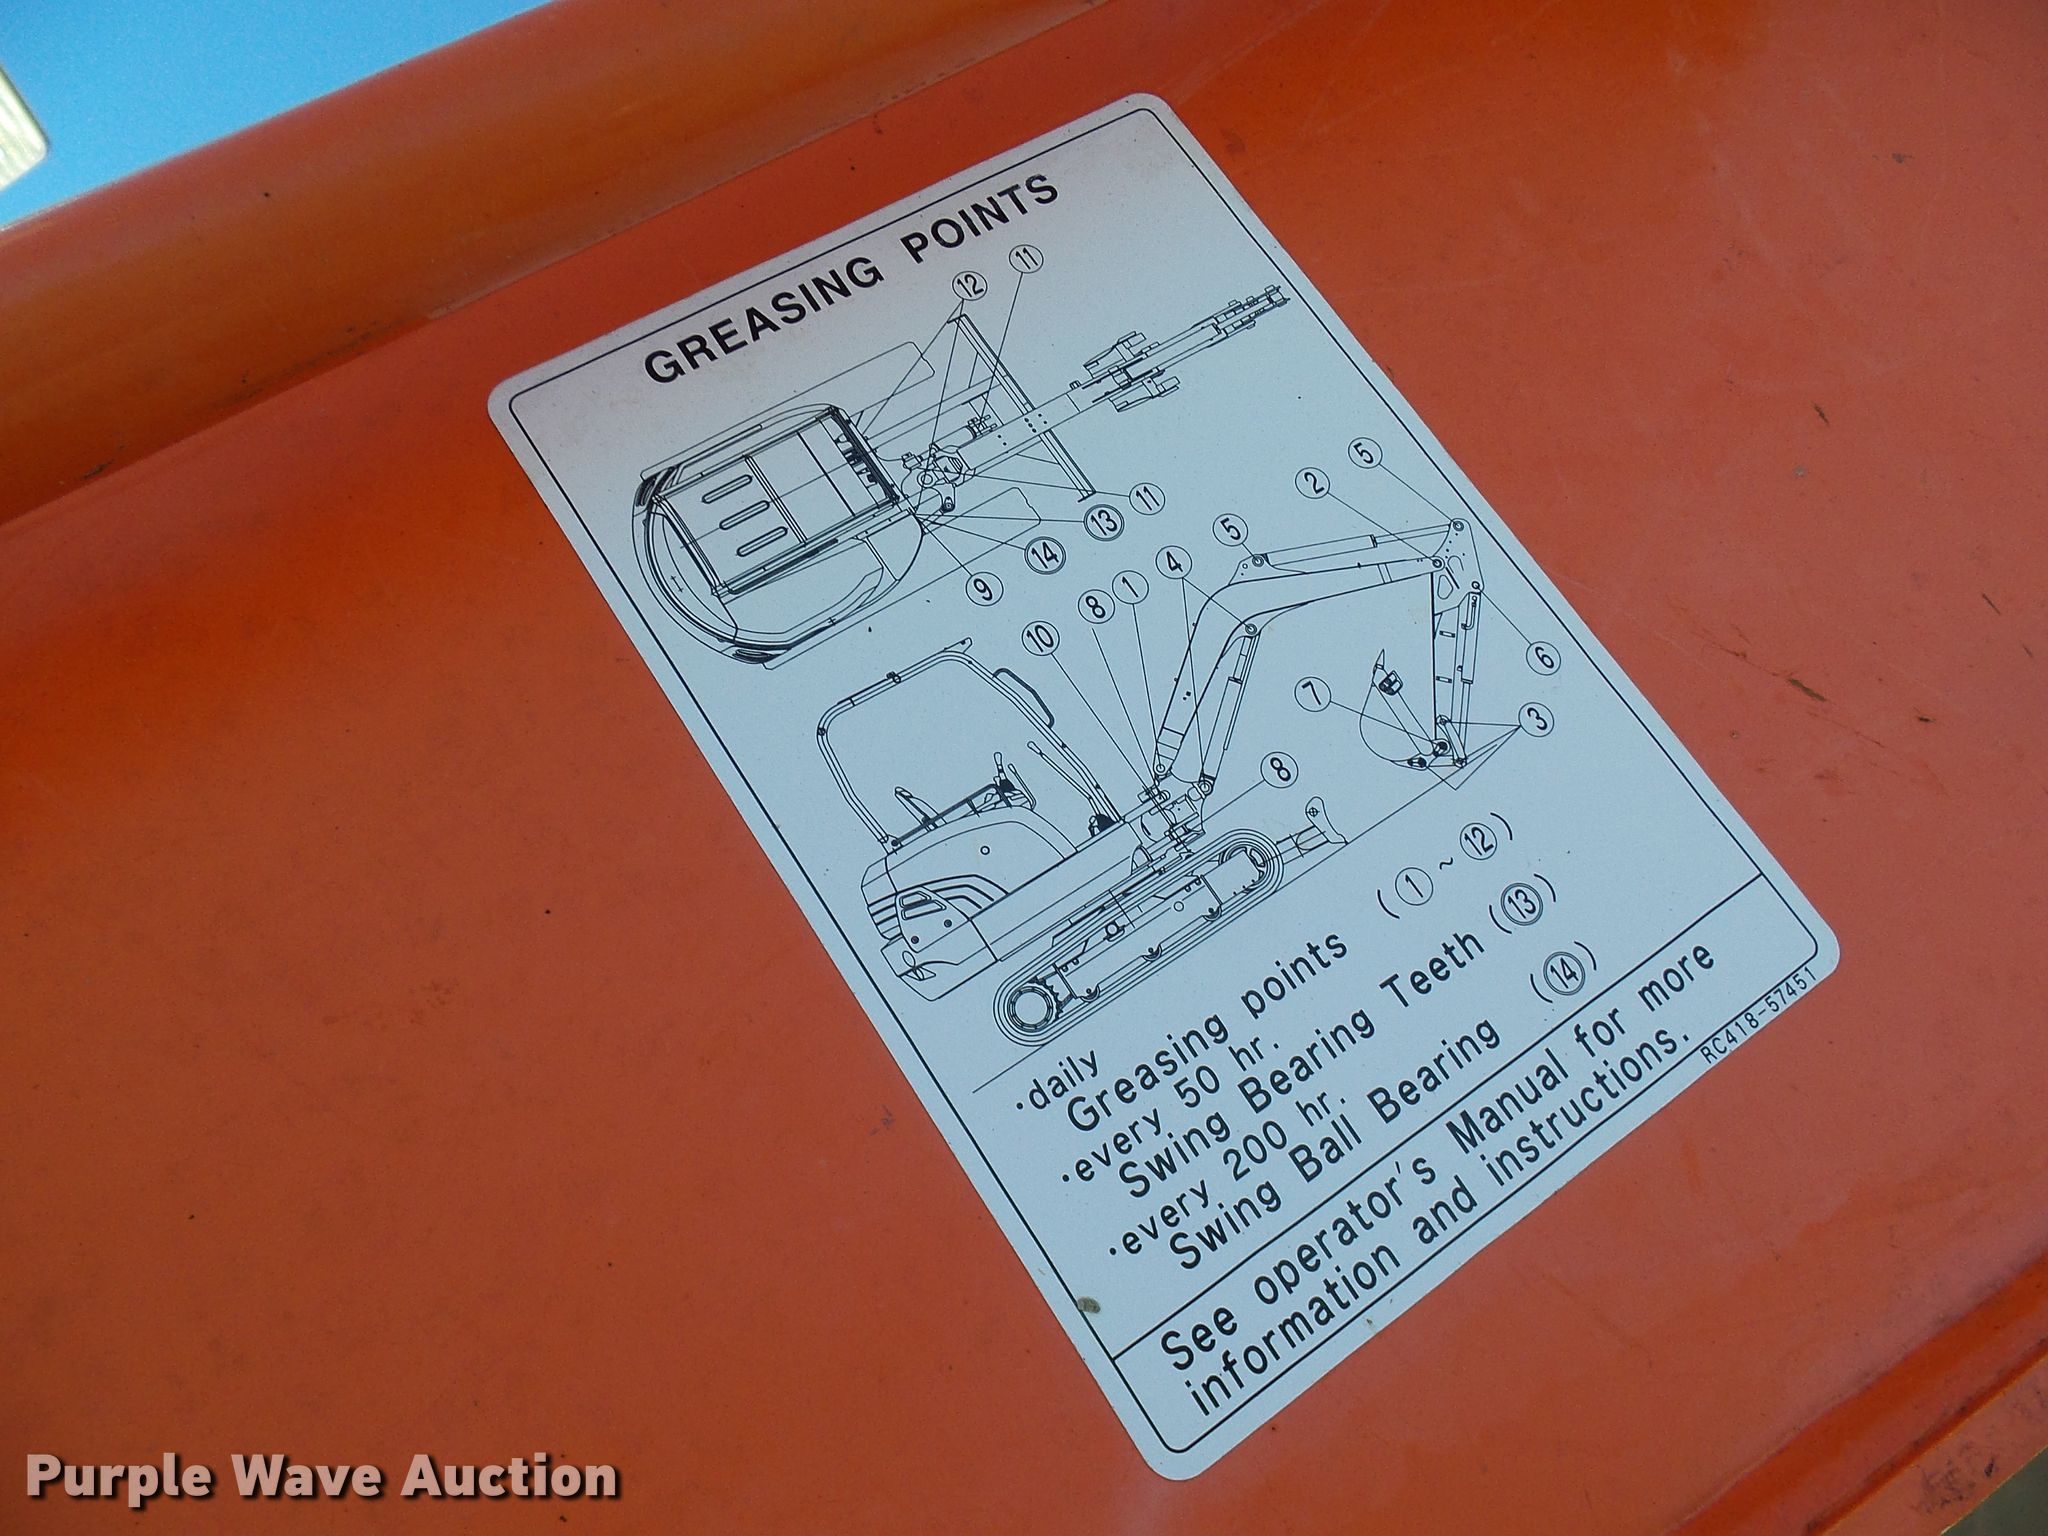 GREASING POINTS
12
11
11
13
14
9
5
2
5
4
1
8
10
6
7
3
8
·daily
Greasing points (1~12)
·every 50 hr.
Swing Bearing Teeth (13)
·every 200 hr.
Swing Ball Bearing (14)
See operator's Manual for more
information and instructions.
RC418-57451
Purple Wave Auction